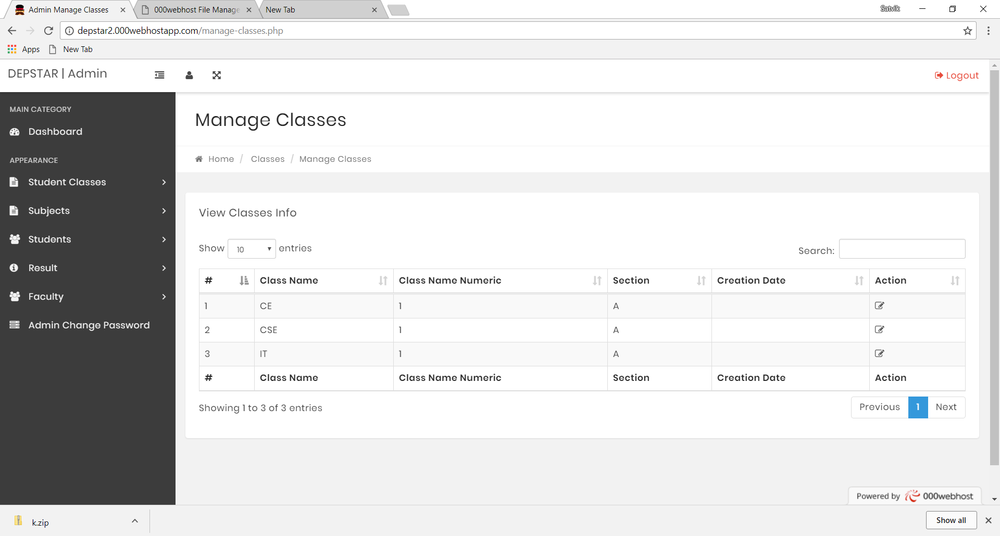 Admin Manage Classes
000webhost File Manage
New Tab
Satvik
depstar2.000webhostapp.com/manage-classes.php
Apps
New Tab
DEPSTAR | Admin
Logout
MAIN CATEGORY
Dashboard
APPEARANCE
Student Classes
Subjects
Students
Result
Faculty
Admin Change Password
Manage Classes
Home / Classes / Manage Classes
View Classes Info
Show 10 entries
Search:
# Class Name Class Name Numeric Section Creation Date Action
1 CE 1 A
2 CSE 1 A
3 IT 1 A
# Class Name Class Name Numeric Section Creation Date Action
Showing 1 to 3 of 3 entries
Previous 1 Next
Powered by 000webhost
k.zip
Show all